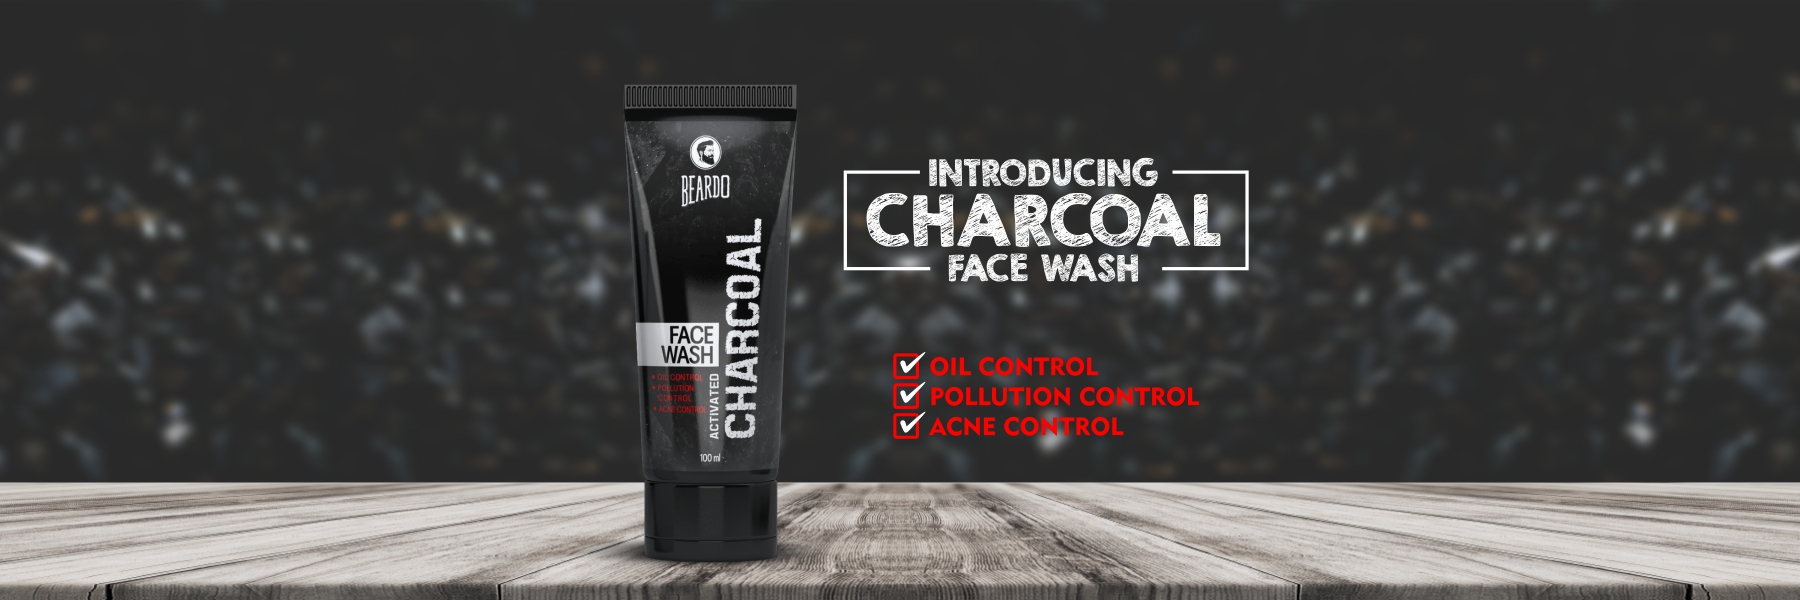 BEARDO
FACE
WASH
• OIL CONTROL
• POLLUTION
CONTROL
• ACNE CONTROL
ACTIVATED
CHARCOAL
100 ml
INTRODUCING
CHARCOAL
FACE WASH
OIL CONTROL
POLLUTION CONTROL
ACNE CONTROL